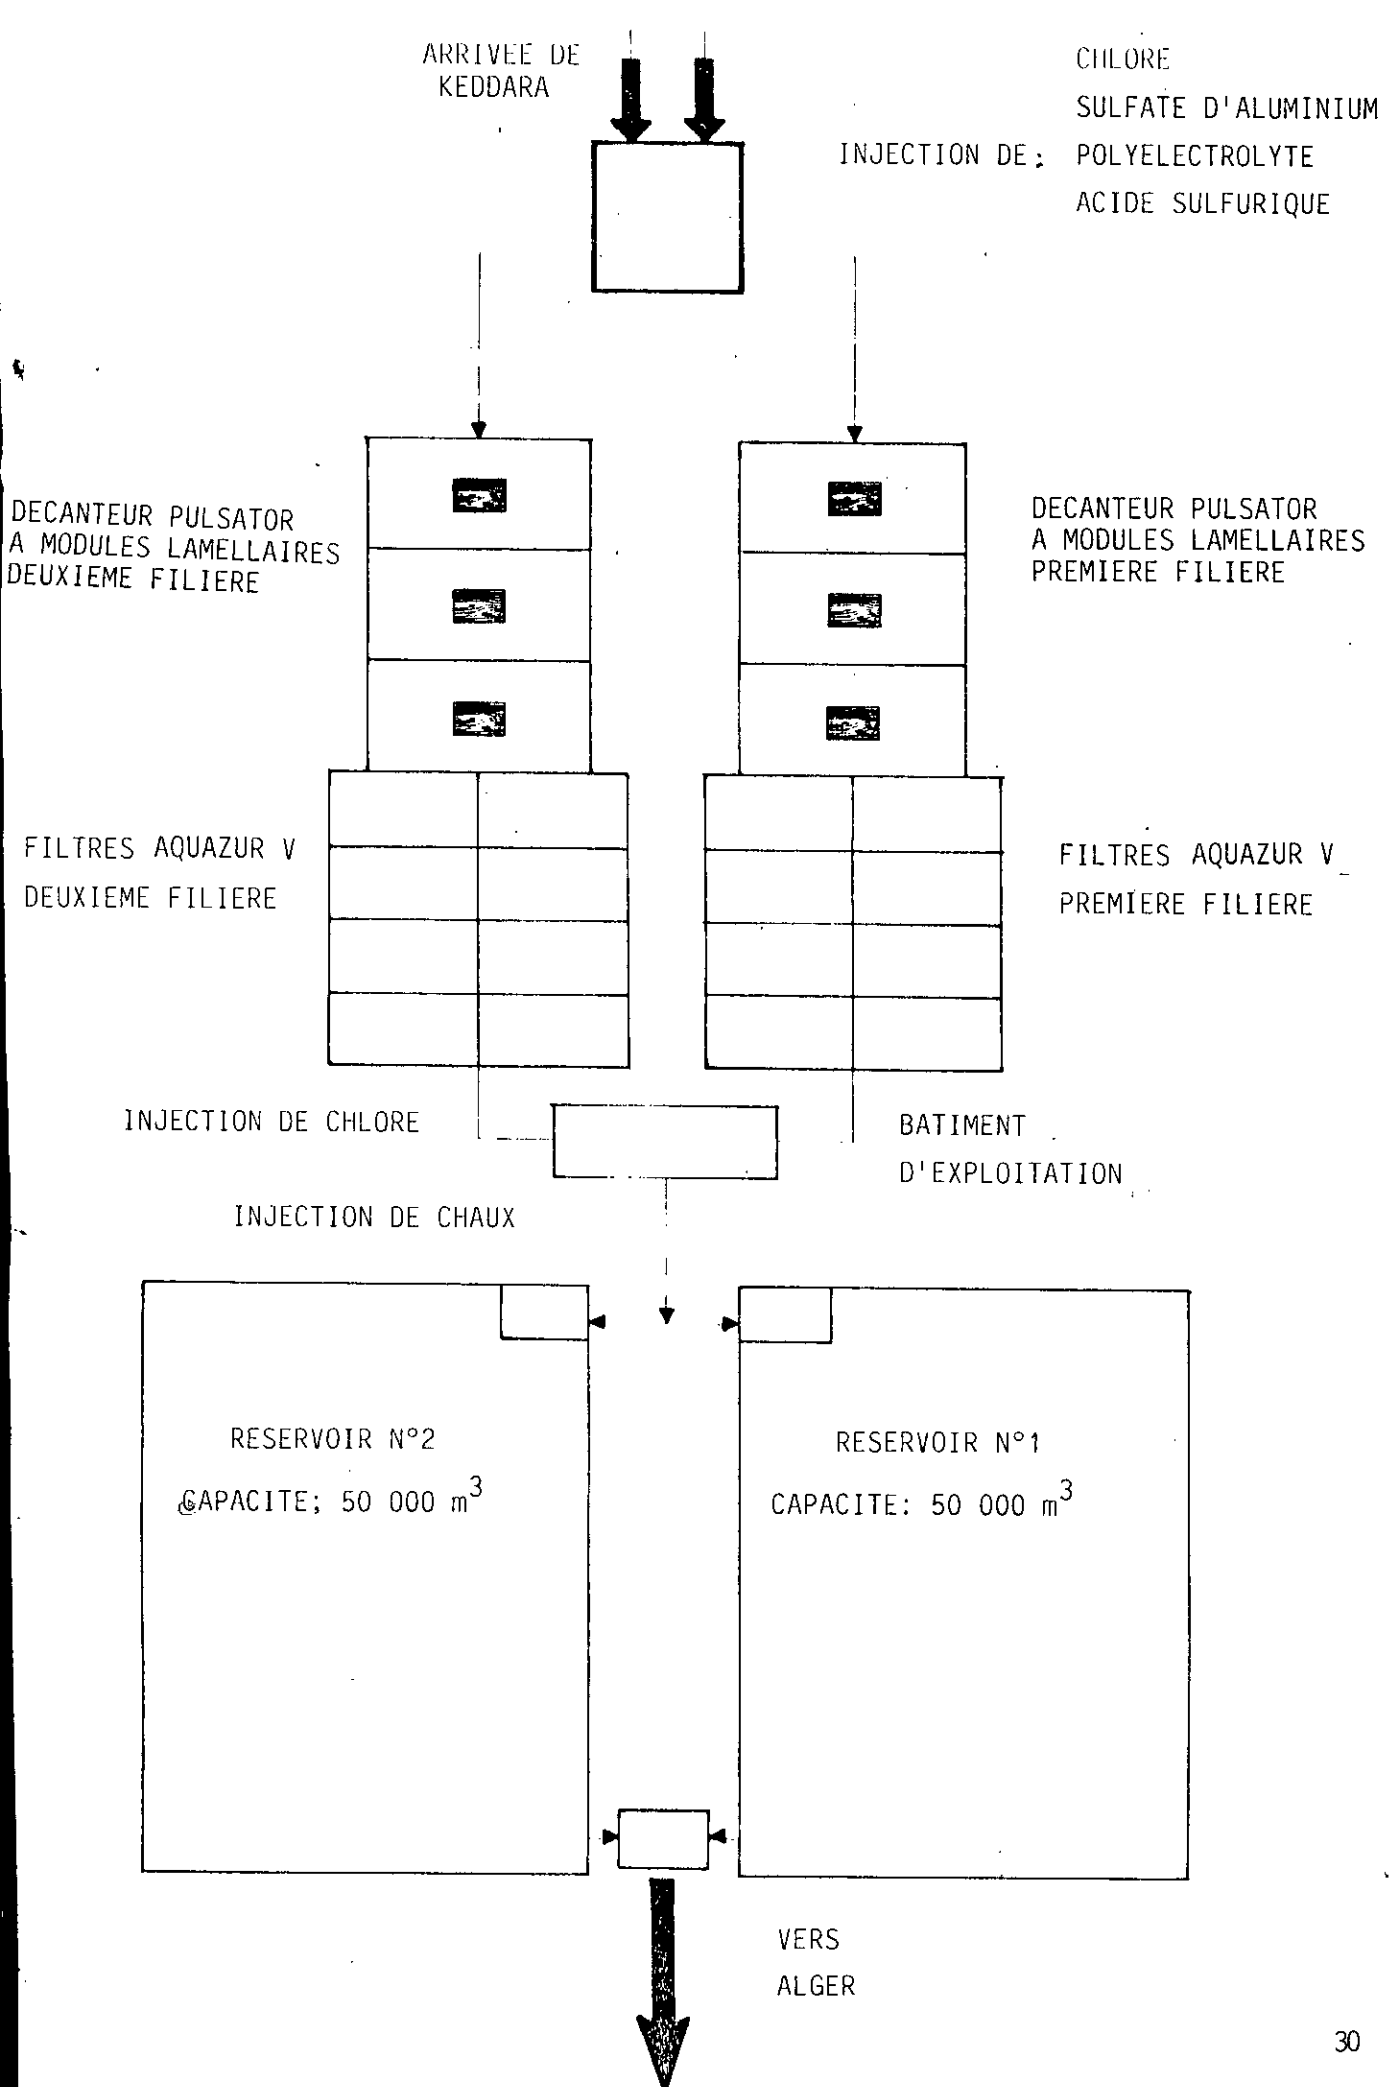 ARRIVEE DE
KEDDARA
CHLORE
SULFATE D'ALUMINIUM
INJECTION DE; POLYELECTROLYTE
ACIDE SULFURIQUE
DECANTEUR PULSATOR
A MODULES LAMELLAIRES
DEUXIEME FILIERE
DECANTEUR PULSATOR
A MODULES LAMELLAIRES
PREMIERE FILIERE
FILTRES AQUAZUR V
DEUXIEME FILIERE
FILTRES AQUAZUR V
PREMIERE FILIERE
INJECTION DE CHLORE
BATIMENT
D'EXPLOITATION
INJECTION DE CHAUX
RESERVOIR N°2
CAPACITE; 50 000 m³
RESERVOIR N°1
CAPACITE: 50 000 m³
VERS
ALGER
30